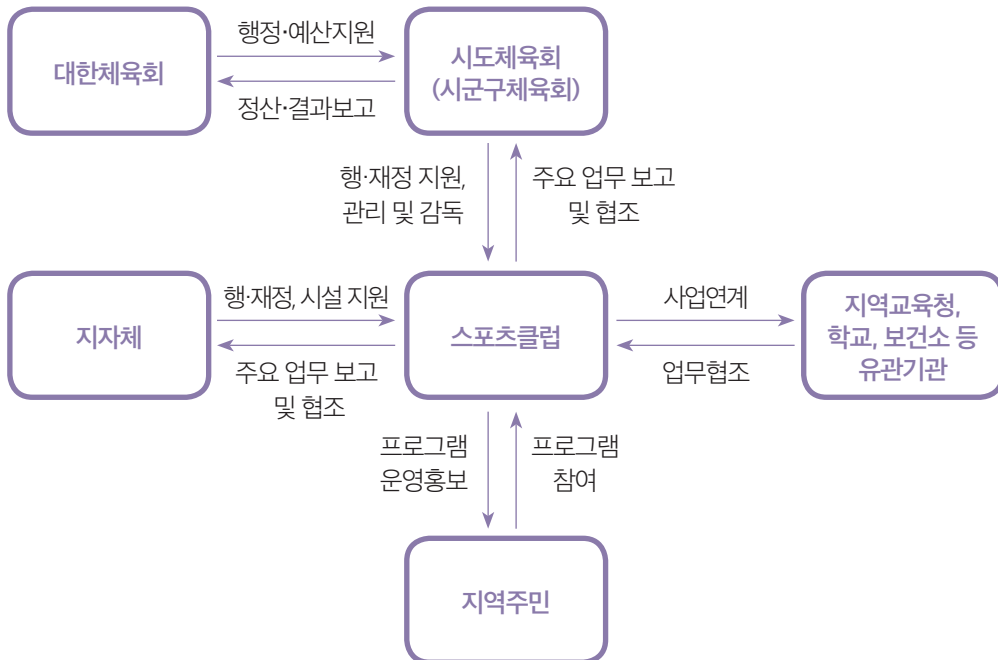 행정·예산지원
대한체육회
시도체육회
(시군구체육회)
정산·결과보고
행·재정 지원,
관리 및 감독
주요 업무 보고
및 협조
행·재정, 시설 지원
지자체
주요 업무 보고
및 협조
스포츠클럽
사업연계
업무협조
지역교육청,
학교, 보건소 등
유관기관
프로그램
운영홍보
프로그램
참여
지역주민